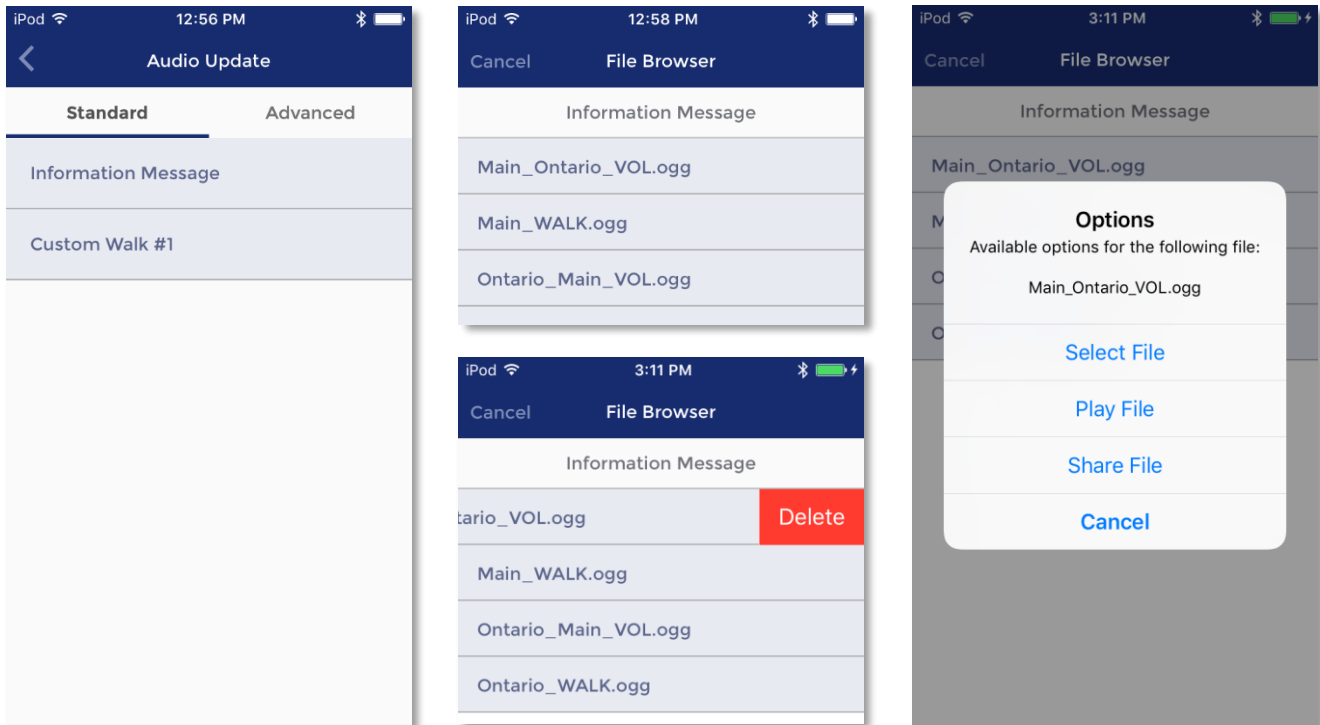 iPod 12:56 PM
Audio Update
Standard Advanced
Information Message
Custom Walk #1
iPod 12:58 PM
Cancel File Browser
Information Message
Main_Ontario_VOL.ogg
Main_WALK.ogg
Ontario_Main_VOL.ogg
iPod 3:11 PM
Cancel File Browser
Information Message
tario_VOL.ogg Delete
Main_WALK.ogg
Ontario_Main_VOL.ogg
Ontario_WALK.ogg
iPod 3:11 PM
Cancel File Browser
Information Message
Main_Ontario_VOL.ogg
M
O
O
Options
Available options for the following file:
Main_Ontario_VOL.ogg
Select File
Play File
Share File
Cancel